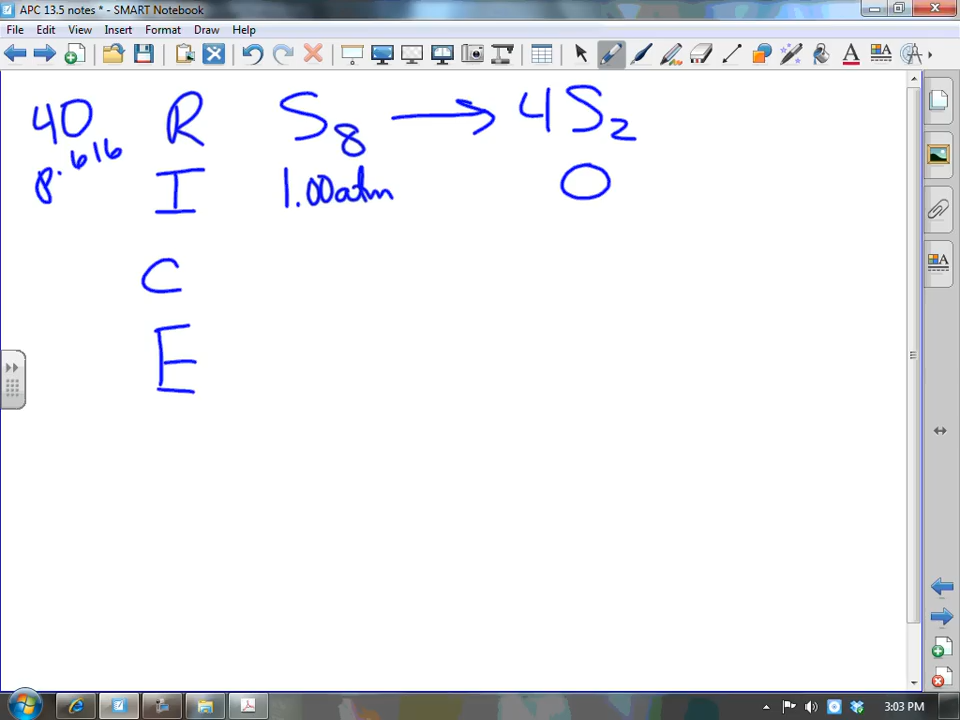 APC 13.5 notes * - SMART Notebook
File Edit View Insert Format Draw Help
40 R S8 → 4S2
8.616 I 1.00atm 0
C
E
3:03 PM